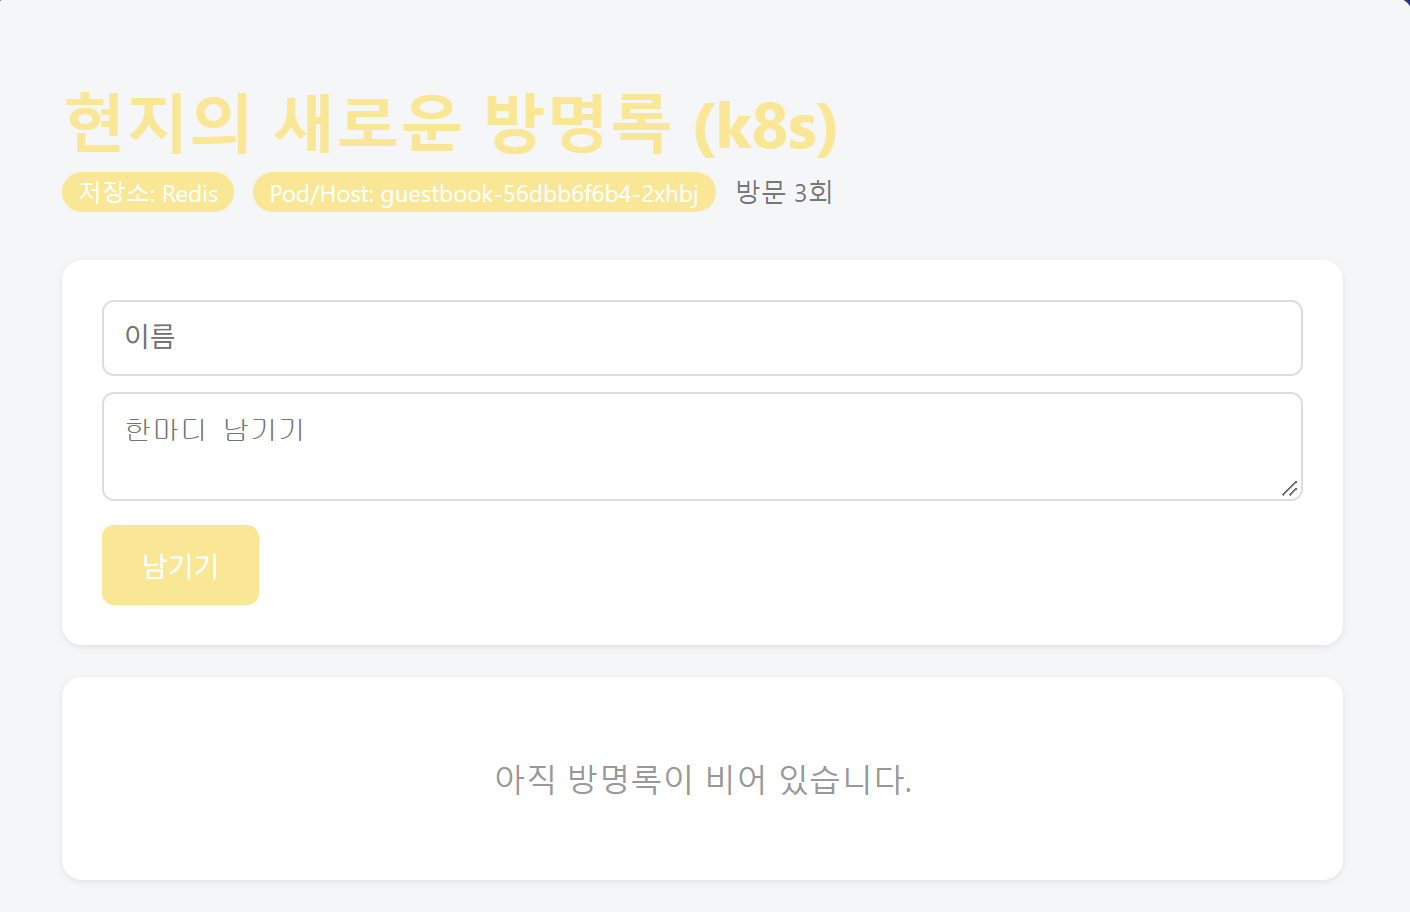 현지의 새로운 방명록 (k8s)
저장소: Redis Pod/Host: guestbook-56dbb6f6b4-2xhbj 방문 3회
이름
한마디 남기기
남기기
아직 방명록이 비어 있습니다.